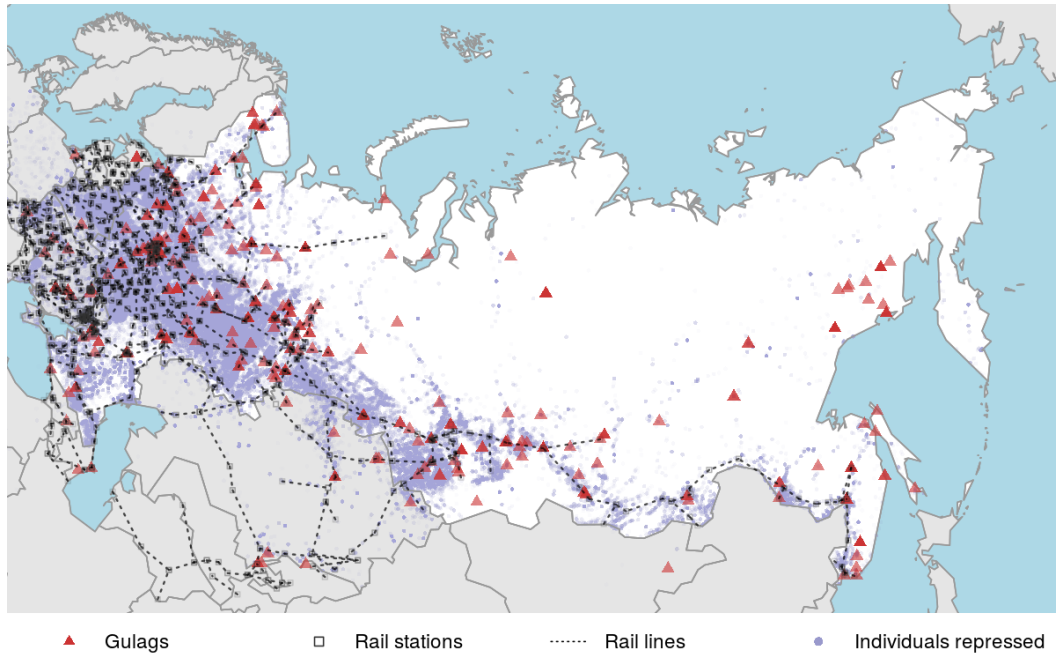 Gulags
Rail stations
Rail lines
Individuals repressed